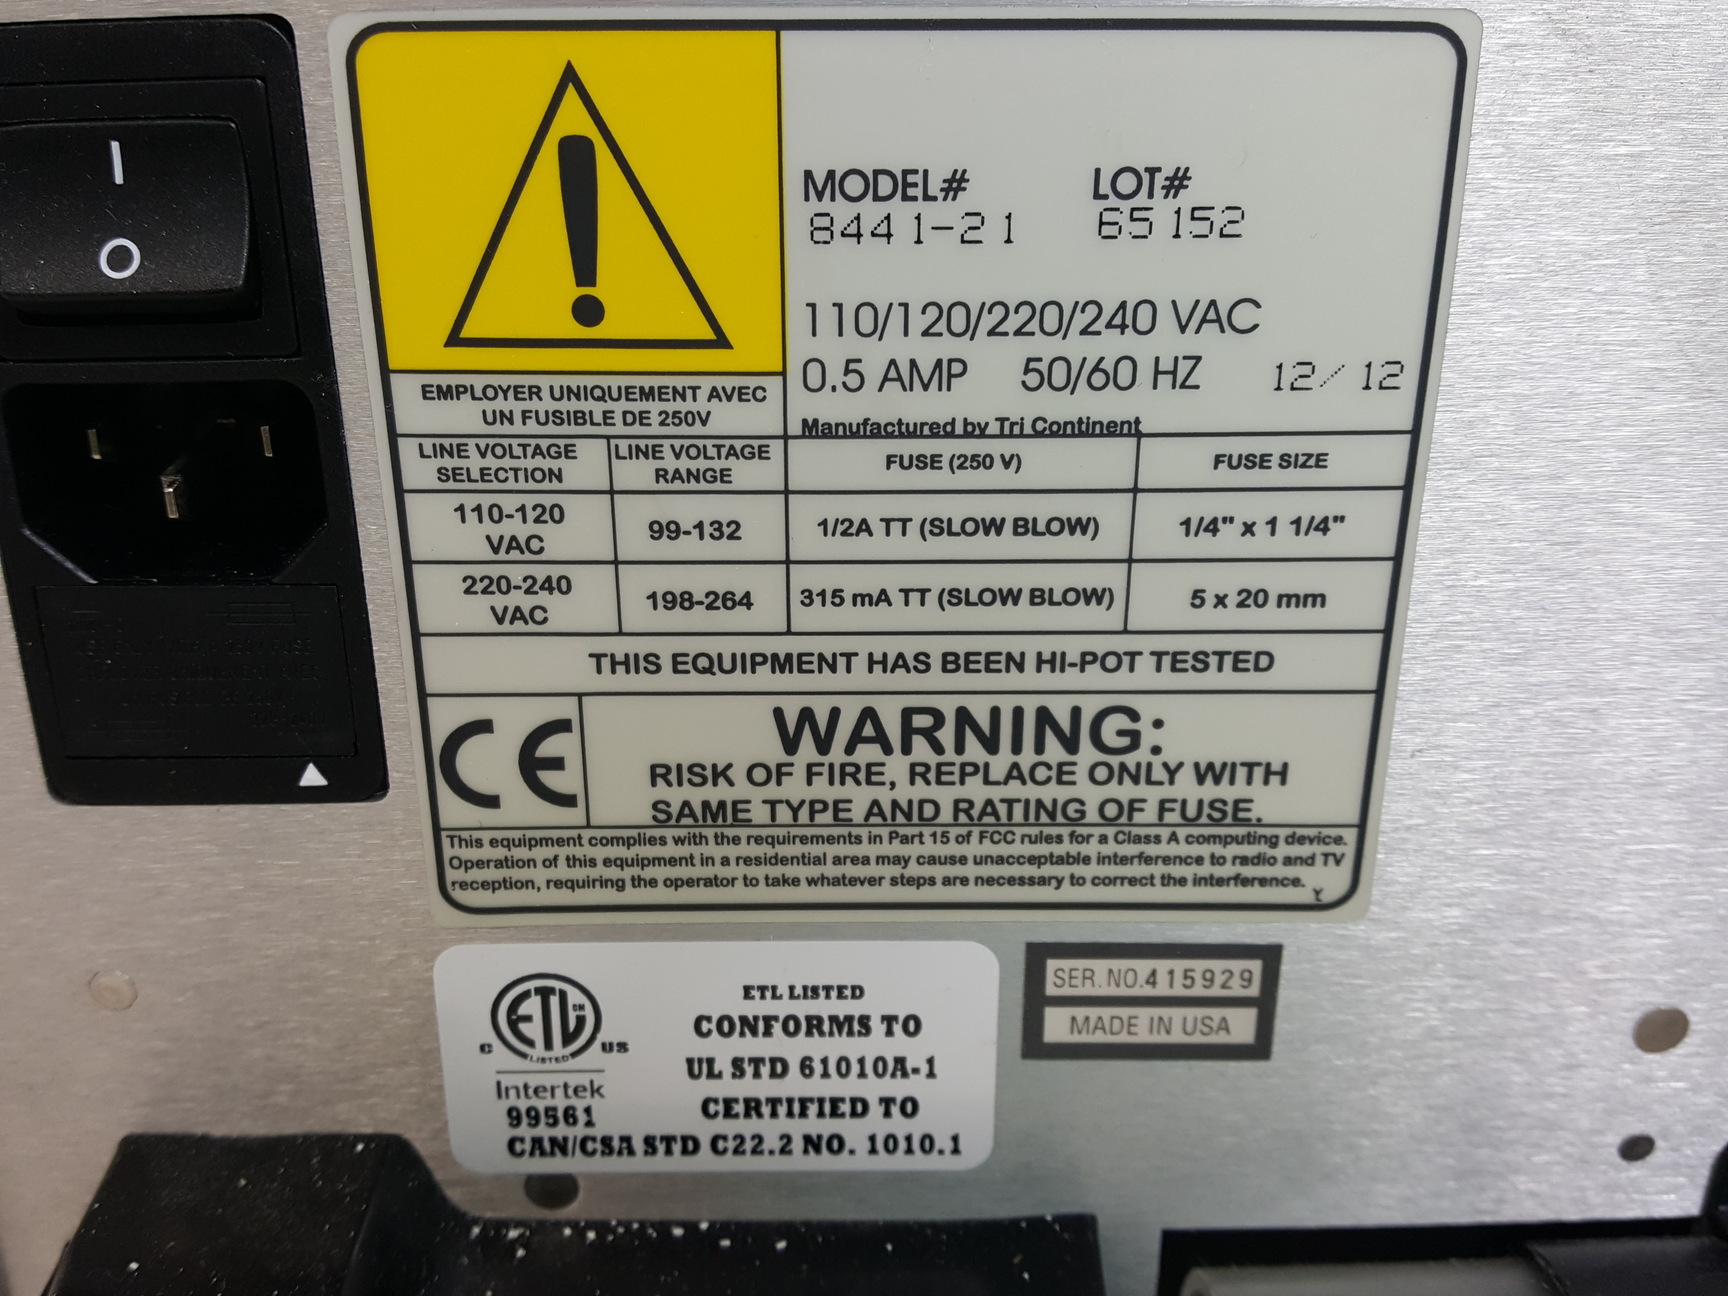 I
O
MODEL# LOT#
8441-21 65152
110/120/220/240 VAC
0.5 AMP 50/60 HZ 12/12
Manufactured by Tri Continent
EMPLOYER UNIQUEMENT AVEC
UN FUSIBLE DE 250V
LINE VOLTAGE SELECTION LINE VOLTAGE RANGE FUSE (250 V) FUSE SIZE
110-120 VAC 99-132 1/2A TT (SLOW BLOW) 1/4" x 1 1/4"
220-240 VAC 198-264 315 mA TT (SLOW BLOW) 5 x 20 mm
THIS EQUIPMENT HAS BEEN HI-POT TESTED
CE
WARNING:
RISK OF FIRE, REPLACE ONLY WITH
SAME TYPE AND RATING OF FUSE.
This equipment complies with the requirements in Part 15 of FCC rules for a Class A computing device.
Operation of this equipment in a residential area may cause unacceptable interference to radio and TV
reception, requiring the operator to take whatever steps are necessary to correct the interference.
Y
ETL CM
LISTED
C US
Intertek
99561
ETL LISTED
CONFORMS TO
UL STD 61010A-1
CERTIFIED TO
CAN/CSA STD C22.2 NO. 1010.1
SER. NO. 415929
MADE IN USA